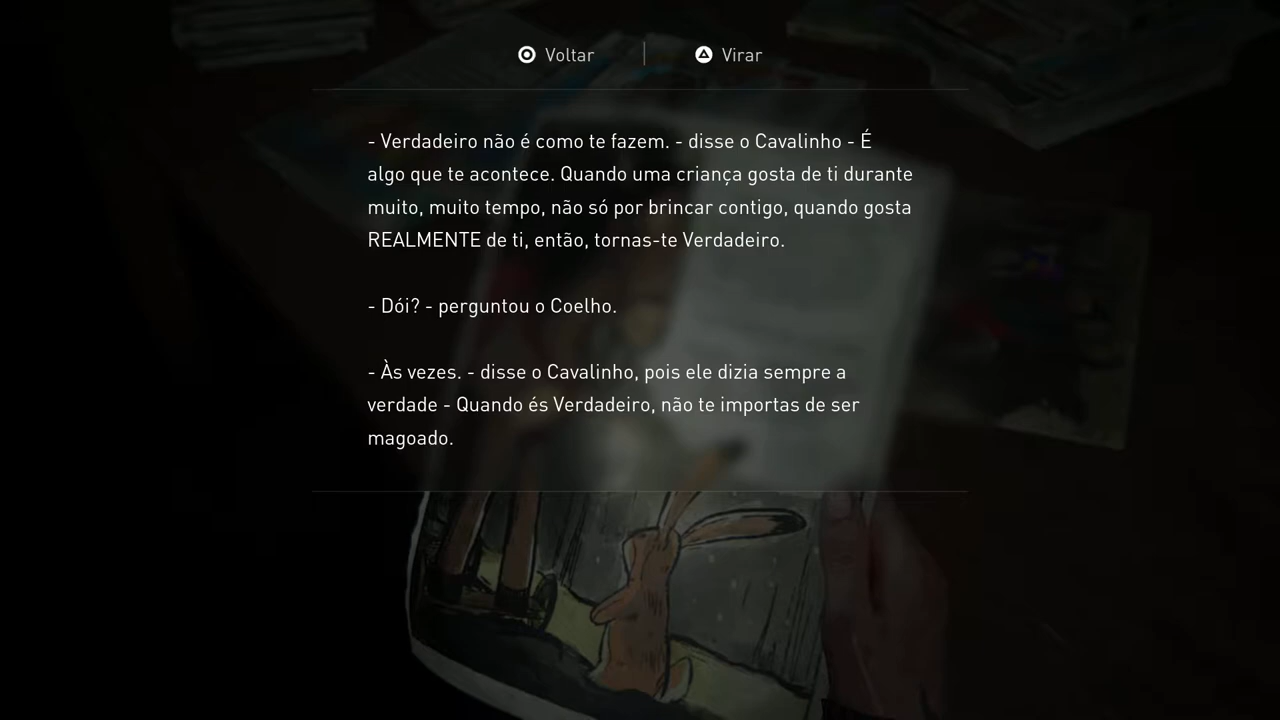 Voltar
Virar
- Verdadeiro não é como te fazem. - disse o Cavalinho - É
algo que te acontece. Quando uma criança gosta de ti durante
muito, muito tempo, não só por brincar contigo, quando gosta
REALMENTE de ti, então, tornas-te Verdadeiro.
- Dói? - perguntou o Coelho.
- Às vezes. - disse o Cavalinho, pois ele dizia sempre a
verdade - Quando és Verdadeiro, não te importas de ser
magoado.